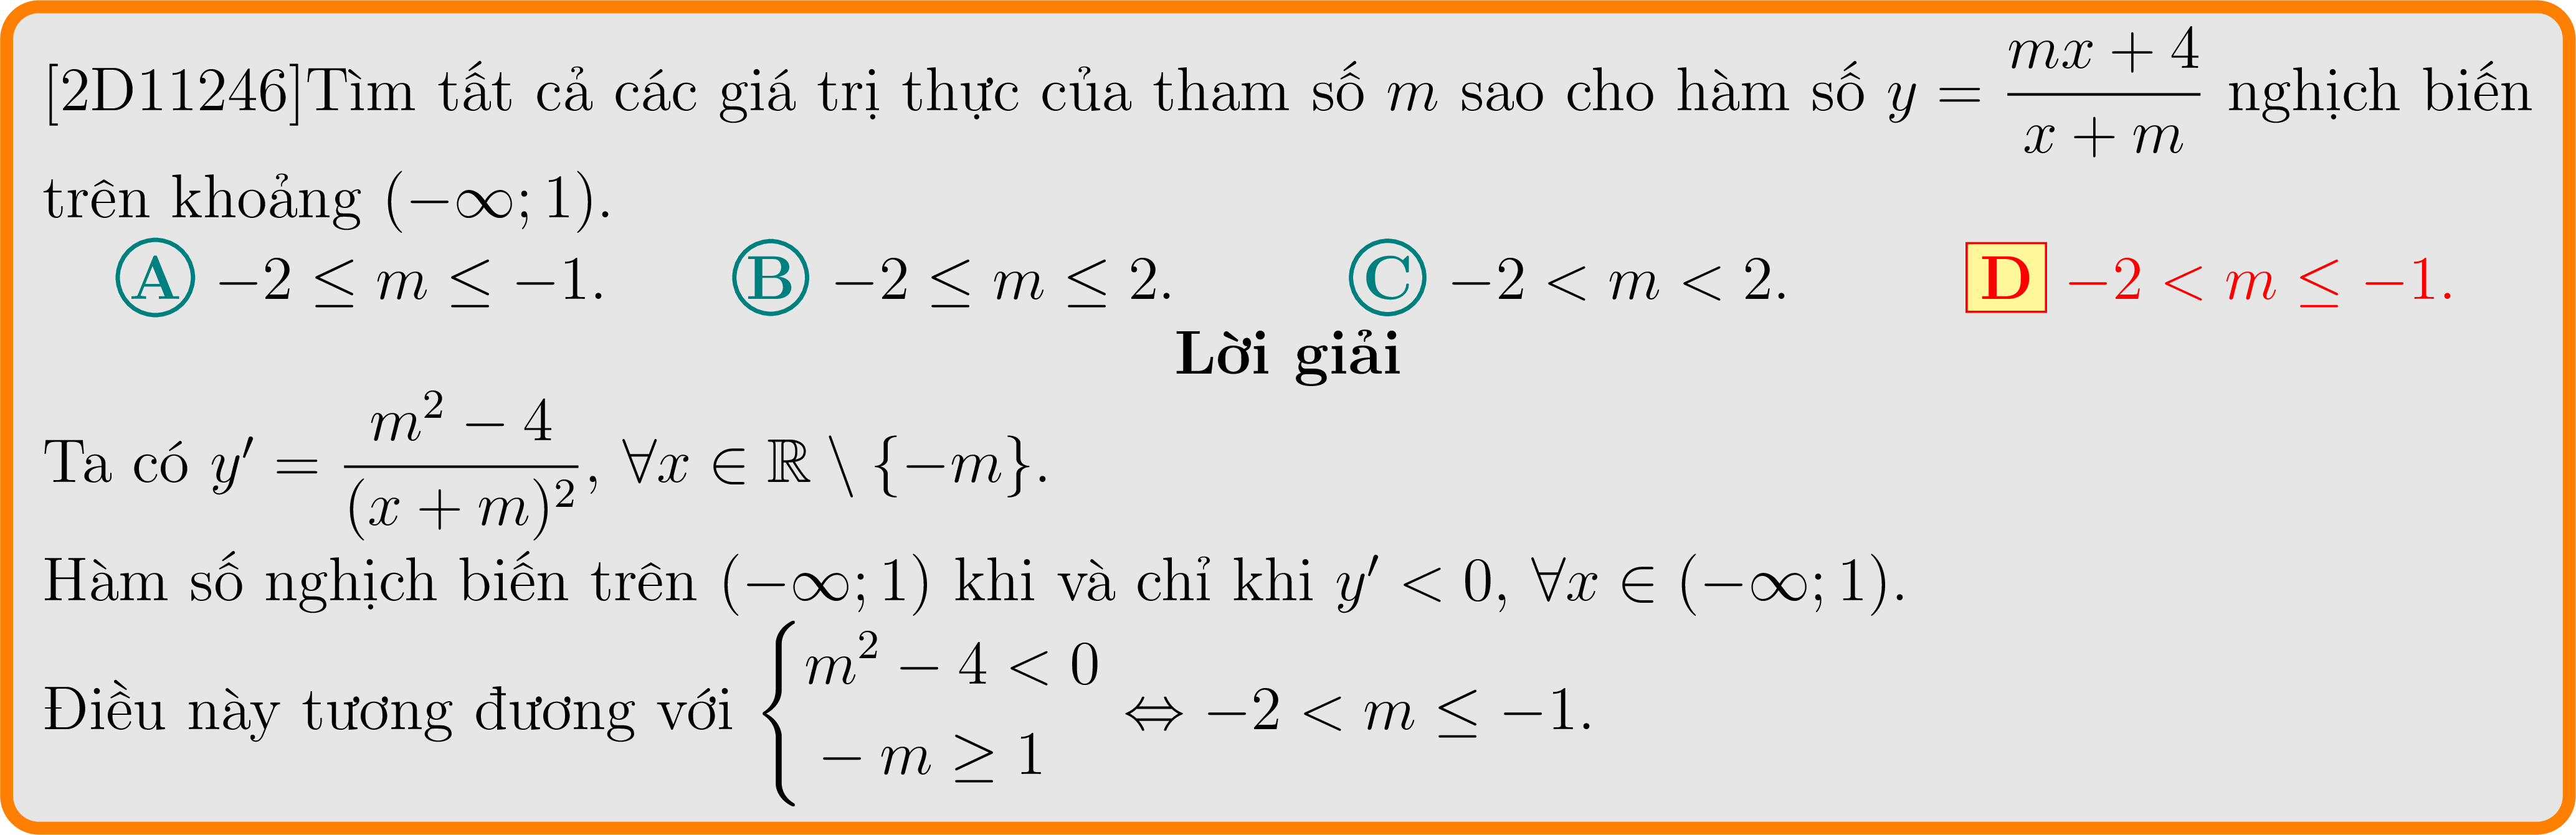 [2D11246]Tìm tất cả các giá trị thực của tham số $m$ sao cho hàm số $y = \dfrac{mx + 4}{x + m}$ nghịch biến
trên khoảng $(-\infty; 1)$.
A $-2 \leq m \leq -1$. B $-2 \leq m \leq 2$. C $-2 < m < 2$. D $-2 < m \leq -1$.
Lời giải
Ta có $y' = \dfrac{m^2 - 4}{(x + m)^2}$, $\forall x \in \mathbb{R} \setminus \{-m\}$.
Hàm số nghịch biến trên $(-\infty; 1)$ khi và chỉ khi $y' < 0$, $\forall x \in (-\infty; 1)$.
Điều này tương đương với $\begin{cases} m^2 - 4 < 0 \\ -m \geq 1 \end{cases} \Leftrightarrow -2 < m \leq -1$.